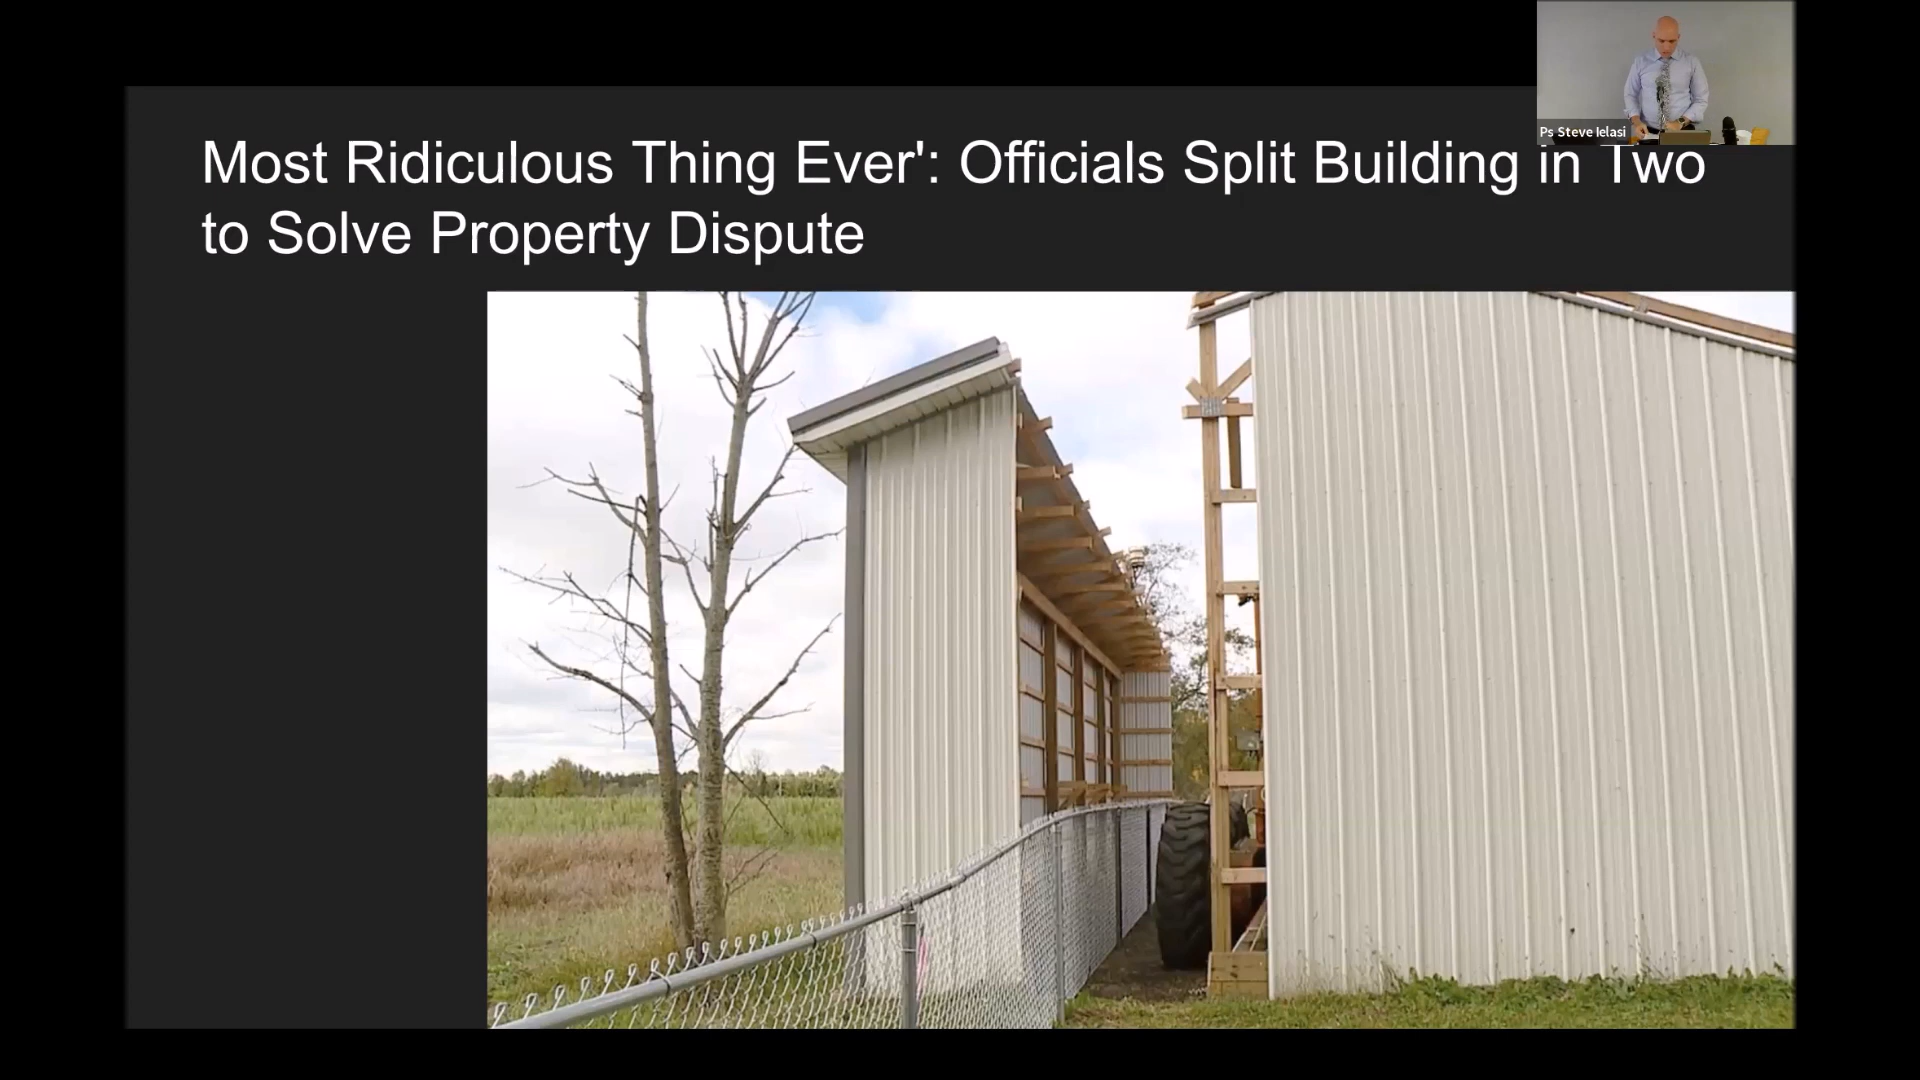 Ps Steve Ielasi
Most Ridiculous Thing Ever': Officials Split Building in Two
to Solve Property Dispute